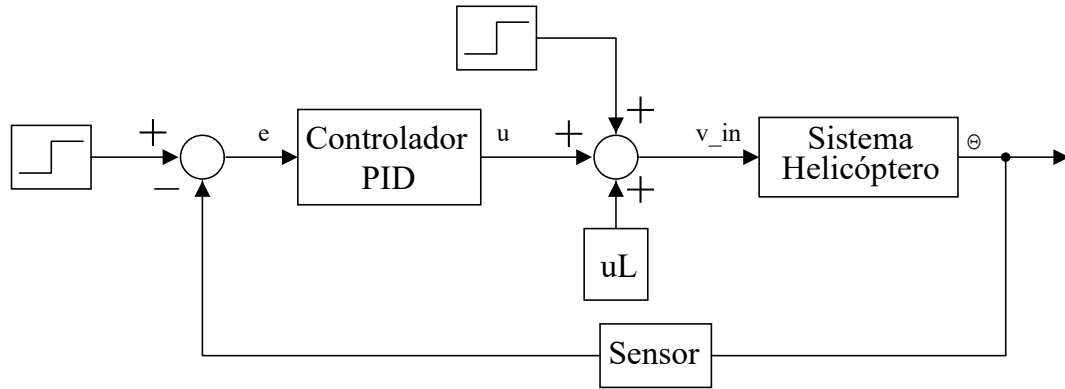 +
e
Controlador
PID
u
+
+
v_in
Sistema
Helicóptero
Θ
−
+
uL
Sensor